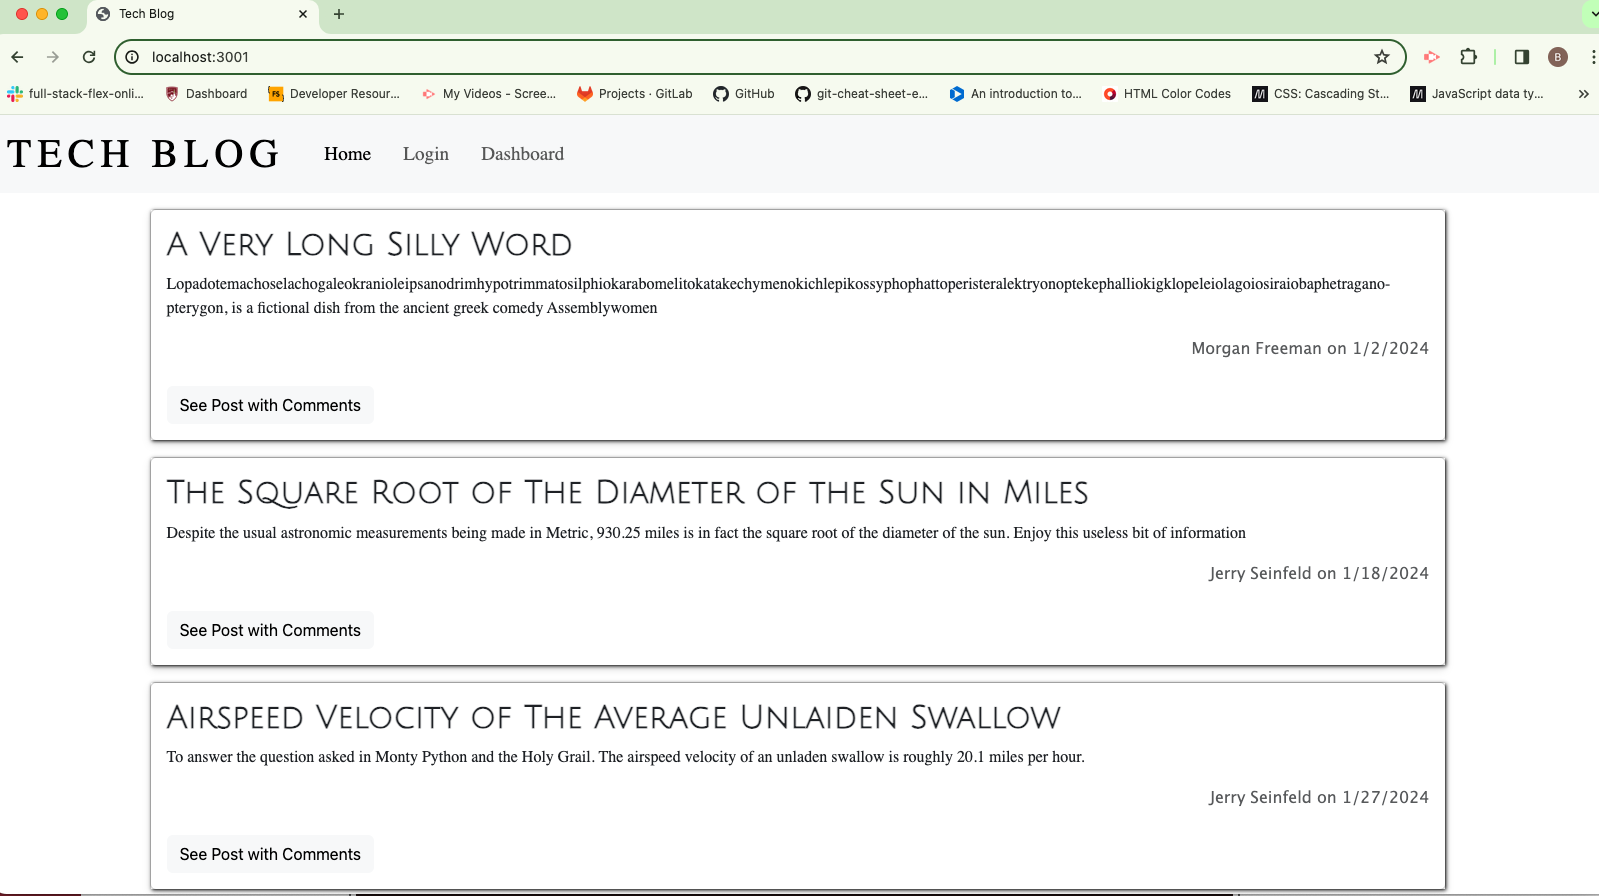 Tech Blog
localhost:3001
B
full-stack-flex-onli...
Dashboard
Developer Resour...
My Videos - Scree...
Projects · GitLab
GitHub
git-cheat-sheet-e...
An introduction to...
HTML Color Codes
CSS: Cascading St...
JavaScript data ty...
TECH BLOG
Home
Login
Dashboard
A Very Long Silly Word
Lopadotemachoselachogaleokranioleipsanodrimhypotrimmatosilphiokarabomelitokatakechymenokichlepikossyphophattoperisteralektryonoptekephalliokigklopeleiolagoiosiraiobaphetragano-
pterygon, is a fictional dish from the ancient greek comedy Assemblywomen
Morgan Freeman on 1/2/2024
See Post with Comments
The Square Root of The Diameter of the Sun in Miles
Despite the usual astronomic measurements being made in Metric, 930.25 miles is in fact the square root of the diameter of the sun. Enjoy this useless bit of information
Jerry Seinfeld on 1/18/2024
See Post with Comments
Airspeed Velocity of The Average Unlaiden Swallow
To answer the question asked in Monty Python and the Holy Grail. The airspeed velocity of an unladen swallow is roughly 20.1 miles per hour.
Jerry Seinfeld on 1/27/2024
See Post with Comments